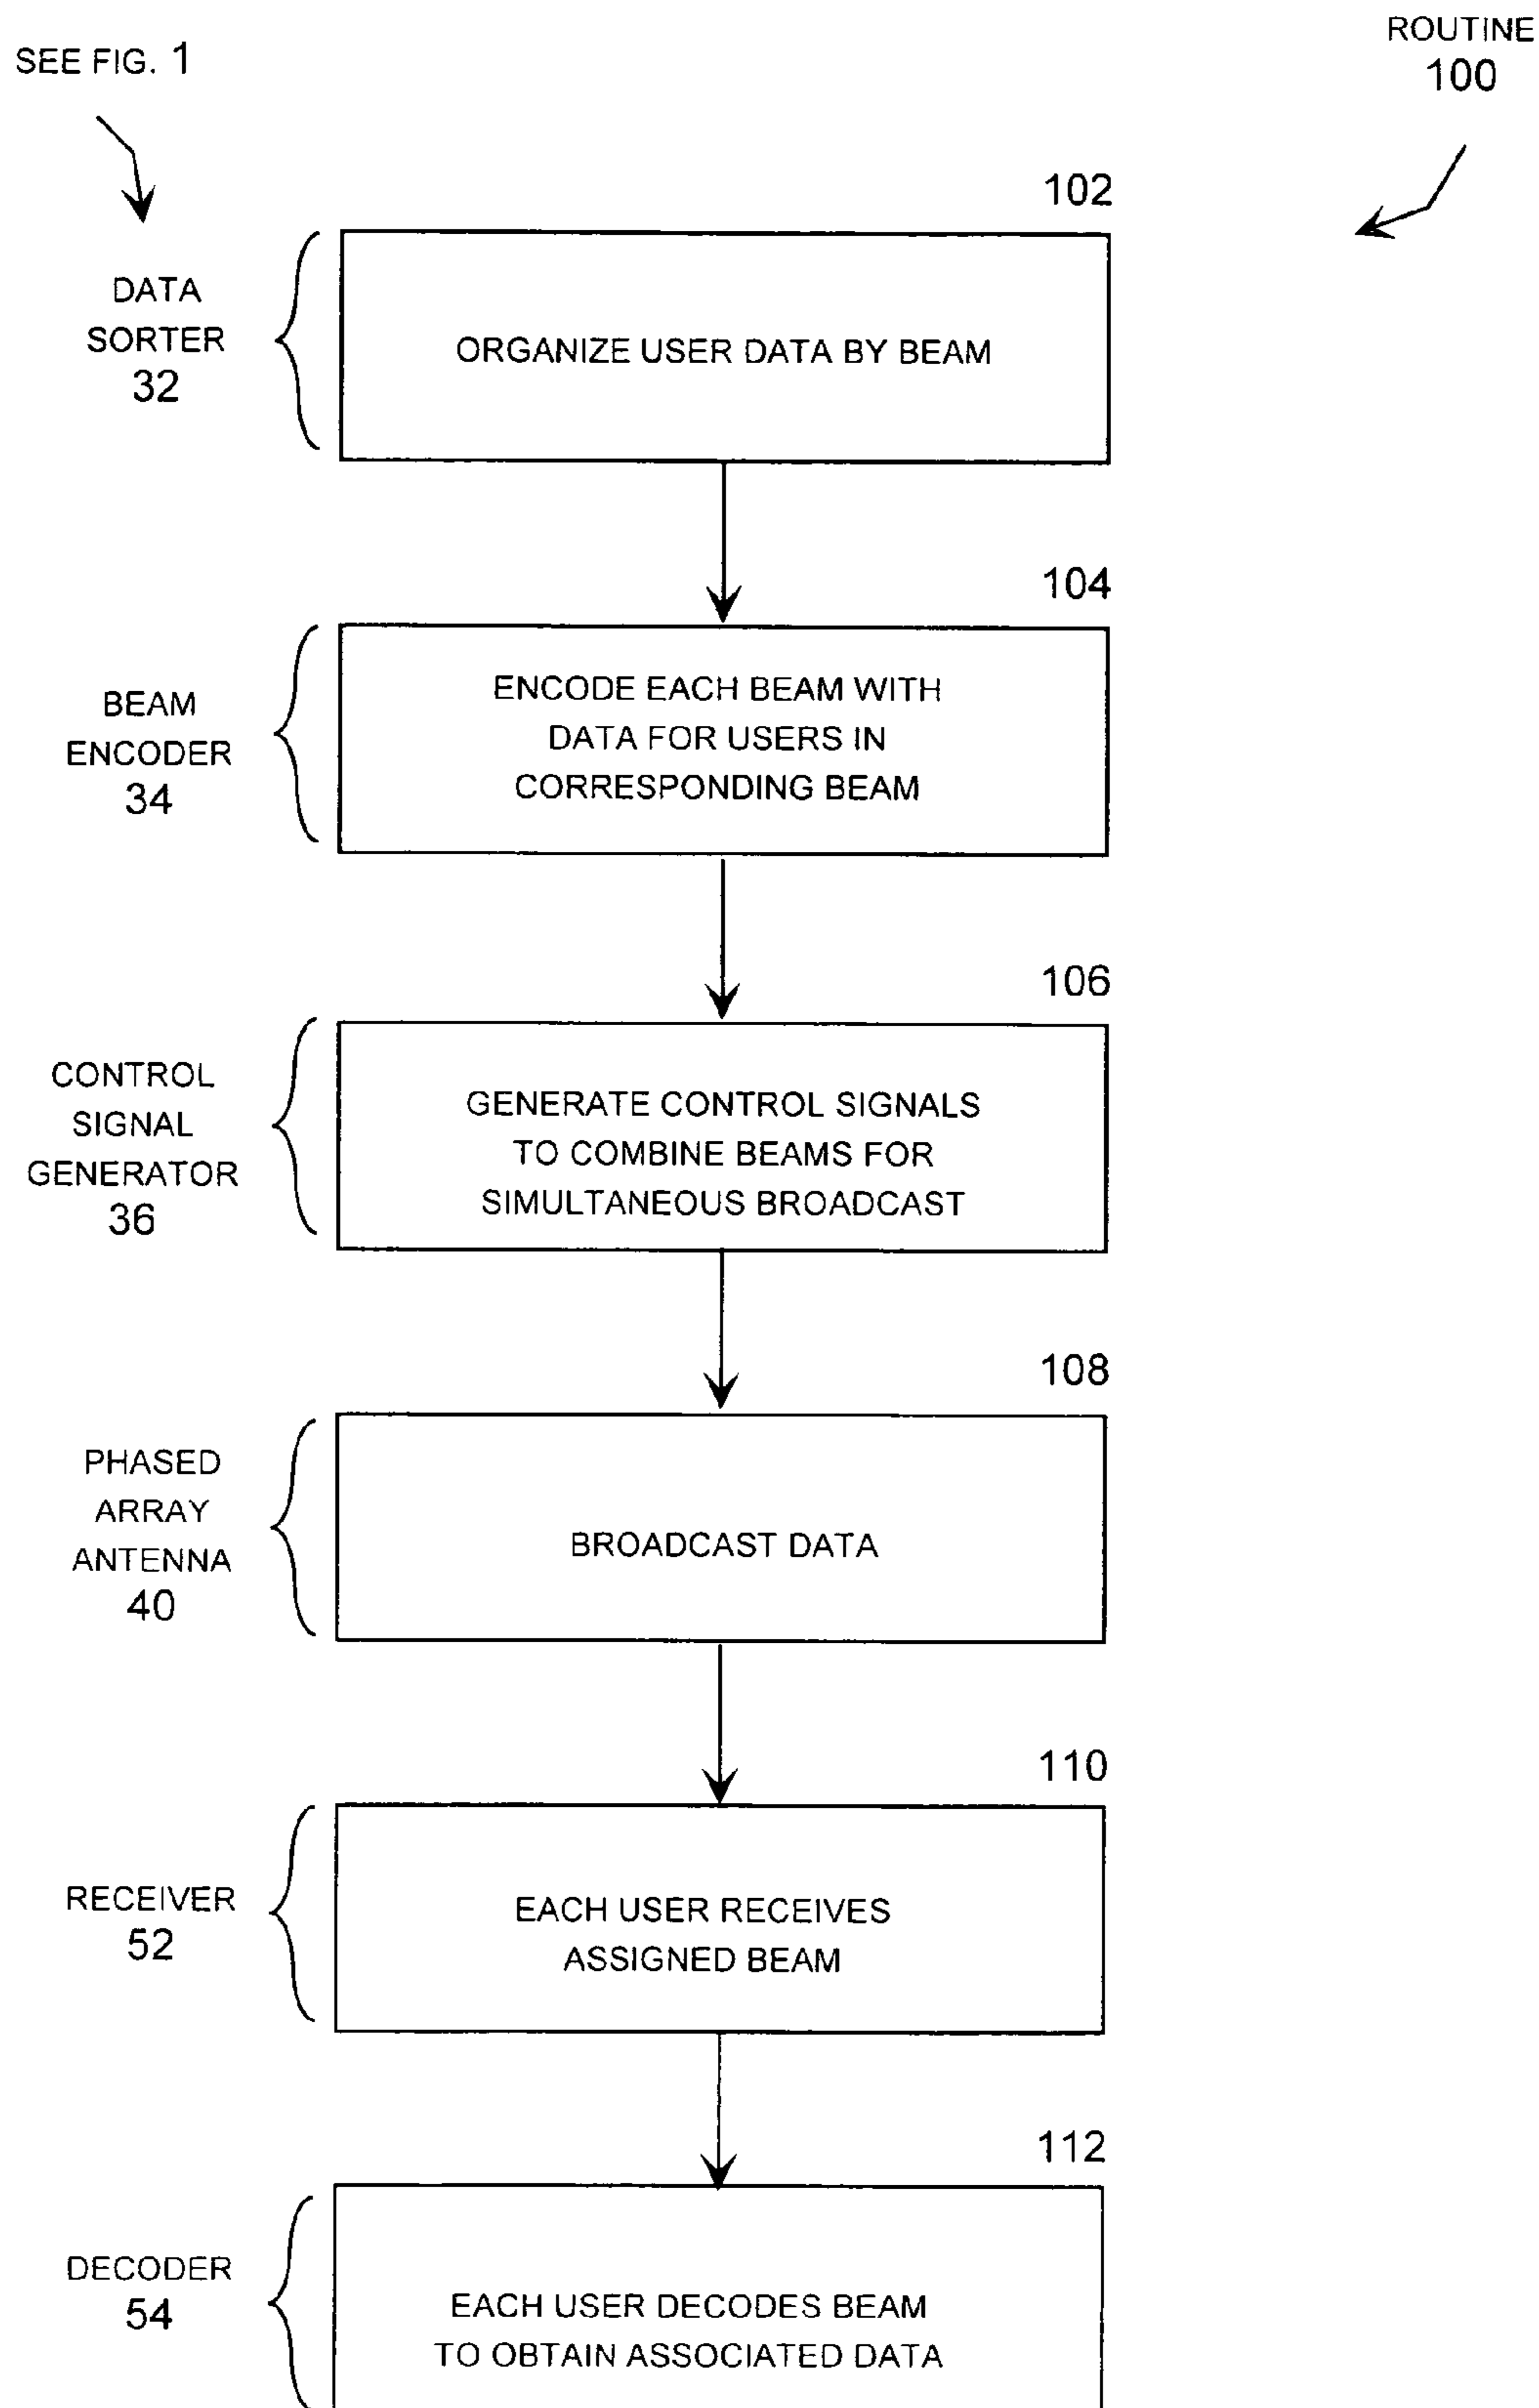 SEE FIG. 1
ROUTINE
100
102
DATA
SORTER
32
ORGANIZE USER DATA BY BEAM
104
BEAM
ENCODER
34
ENCODE EACH BEAM WITH
DATA FOR USERS IN
CORRESPONDING BEAM
106
CONTROL
SIGNAL
GENERATOR
36
GENERATE CONTROL SIGNALS
TO COMBINE BEAMS FOR
SIMULTANEOUS BROADCAST
108
PHASED
ARRAY
ANTENNA
40
BROADCAST DATA
110
RECEIVER
52
EACH USER RECEIVES
ASSIGNED BEAM
112
DECODER
54
EACH USER DECODES BEAM
TO OBTAIN ASSOCIATED DATA